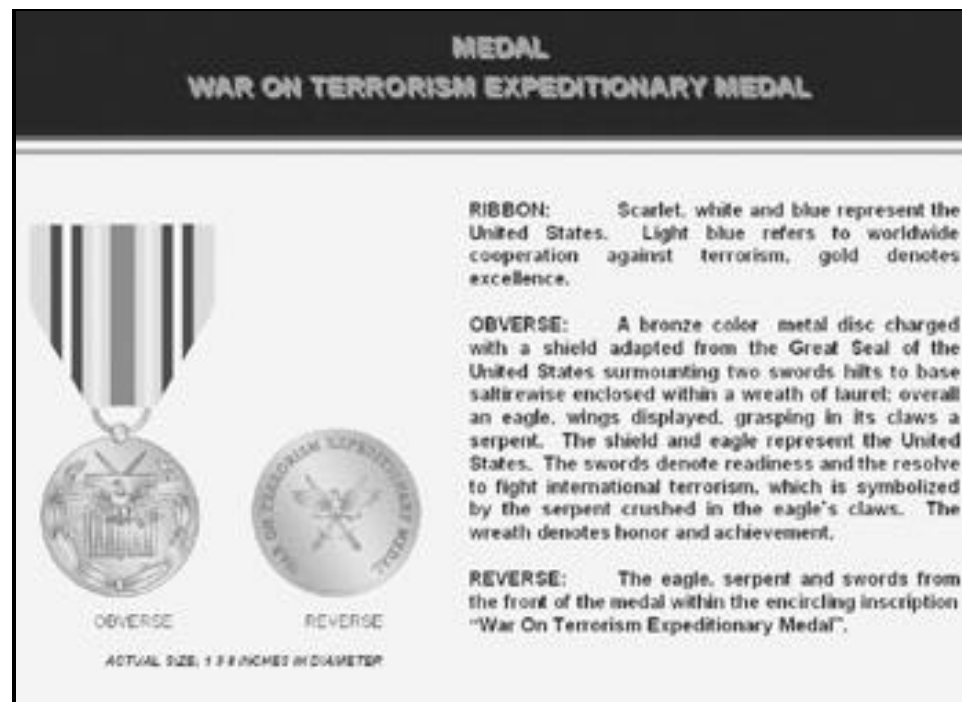 MEDAL
WAR ON TERRORISM EXPEDITIONARY MEDAL
RIBBON: Scarlet, white and blue represent the
United States. Light blue refers to worldwide
cooperation against terrorism, gold denotes
excellence.
OBVERSE: A bronze color metal disc charged
with a shield adapted from the Great Seal of the
United States surmounting two swords hilts to base
saltirewise enclosed within a wreath of laurel; overall
an eagle, wings displayed, grasping in its claws a
serpent. The shield and eagle represent the United
States. The swords denote readiness and the resolve
to fight international terrorism, which is symbolized
by the serpent crushed in the eagle's claws. The
wreath denotes honor and achievement.
REVERSE: The eagle, serpent and swords from
the front of the medal within the encircling inscription
"War On Terrorism Expeditionary Medal".
WAR ON TERRORISM EXPEDITIONARY MEDAL
OBVERSE REVERSE
ACTUAL SIZE: 1 3 8 INCHES IN DIAMETER